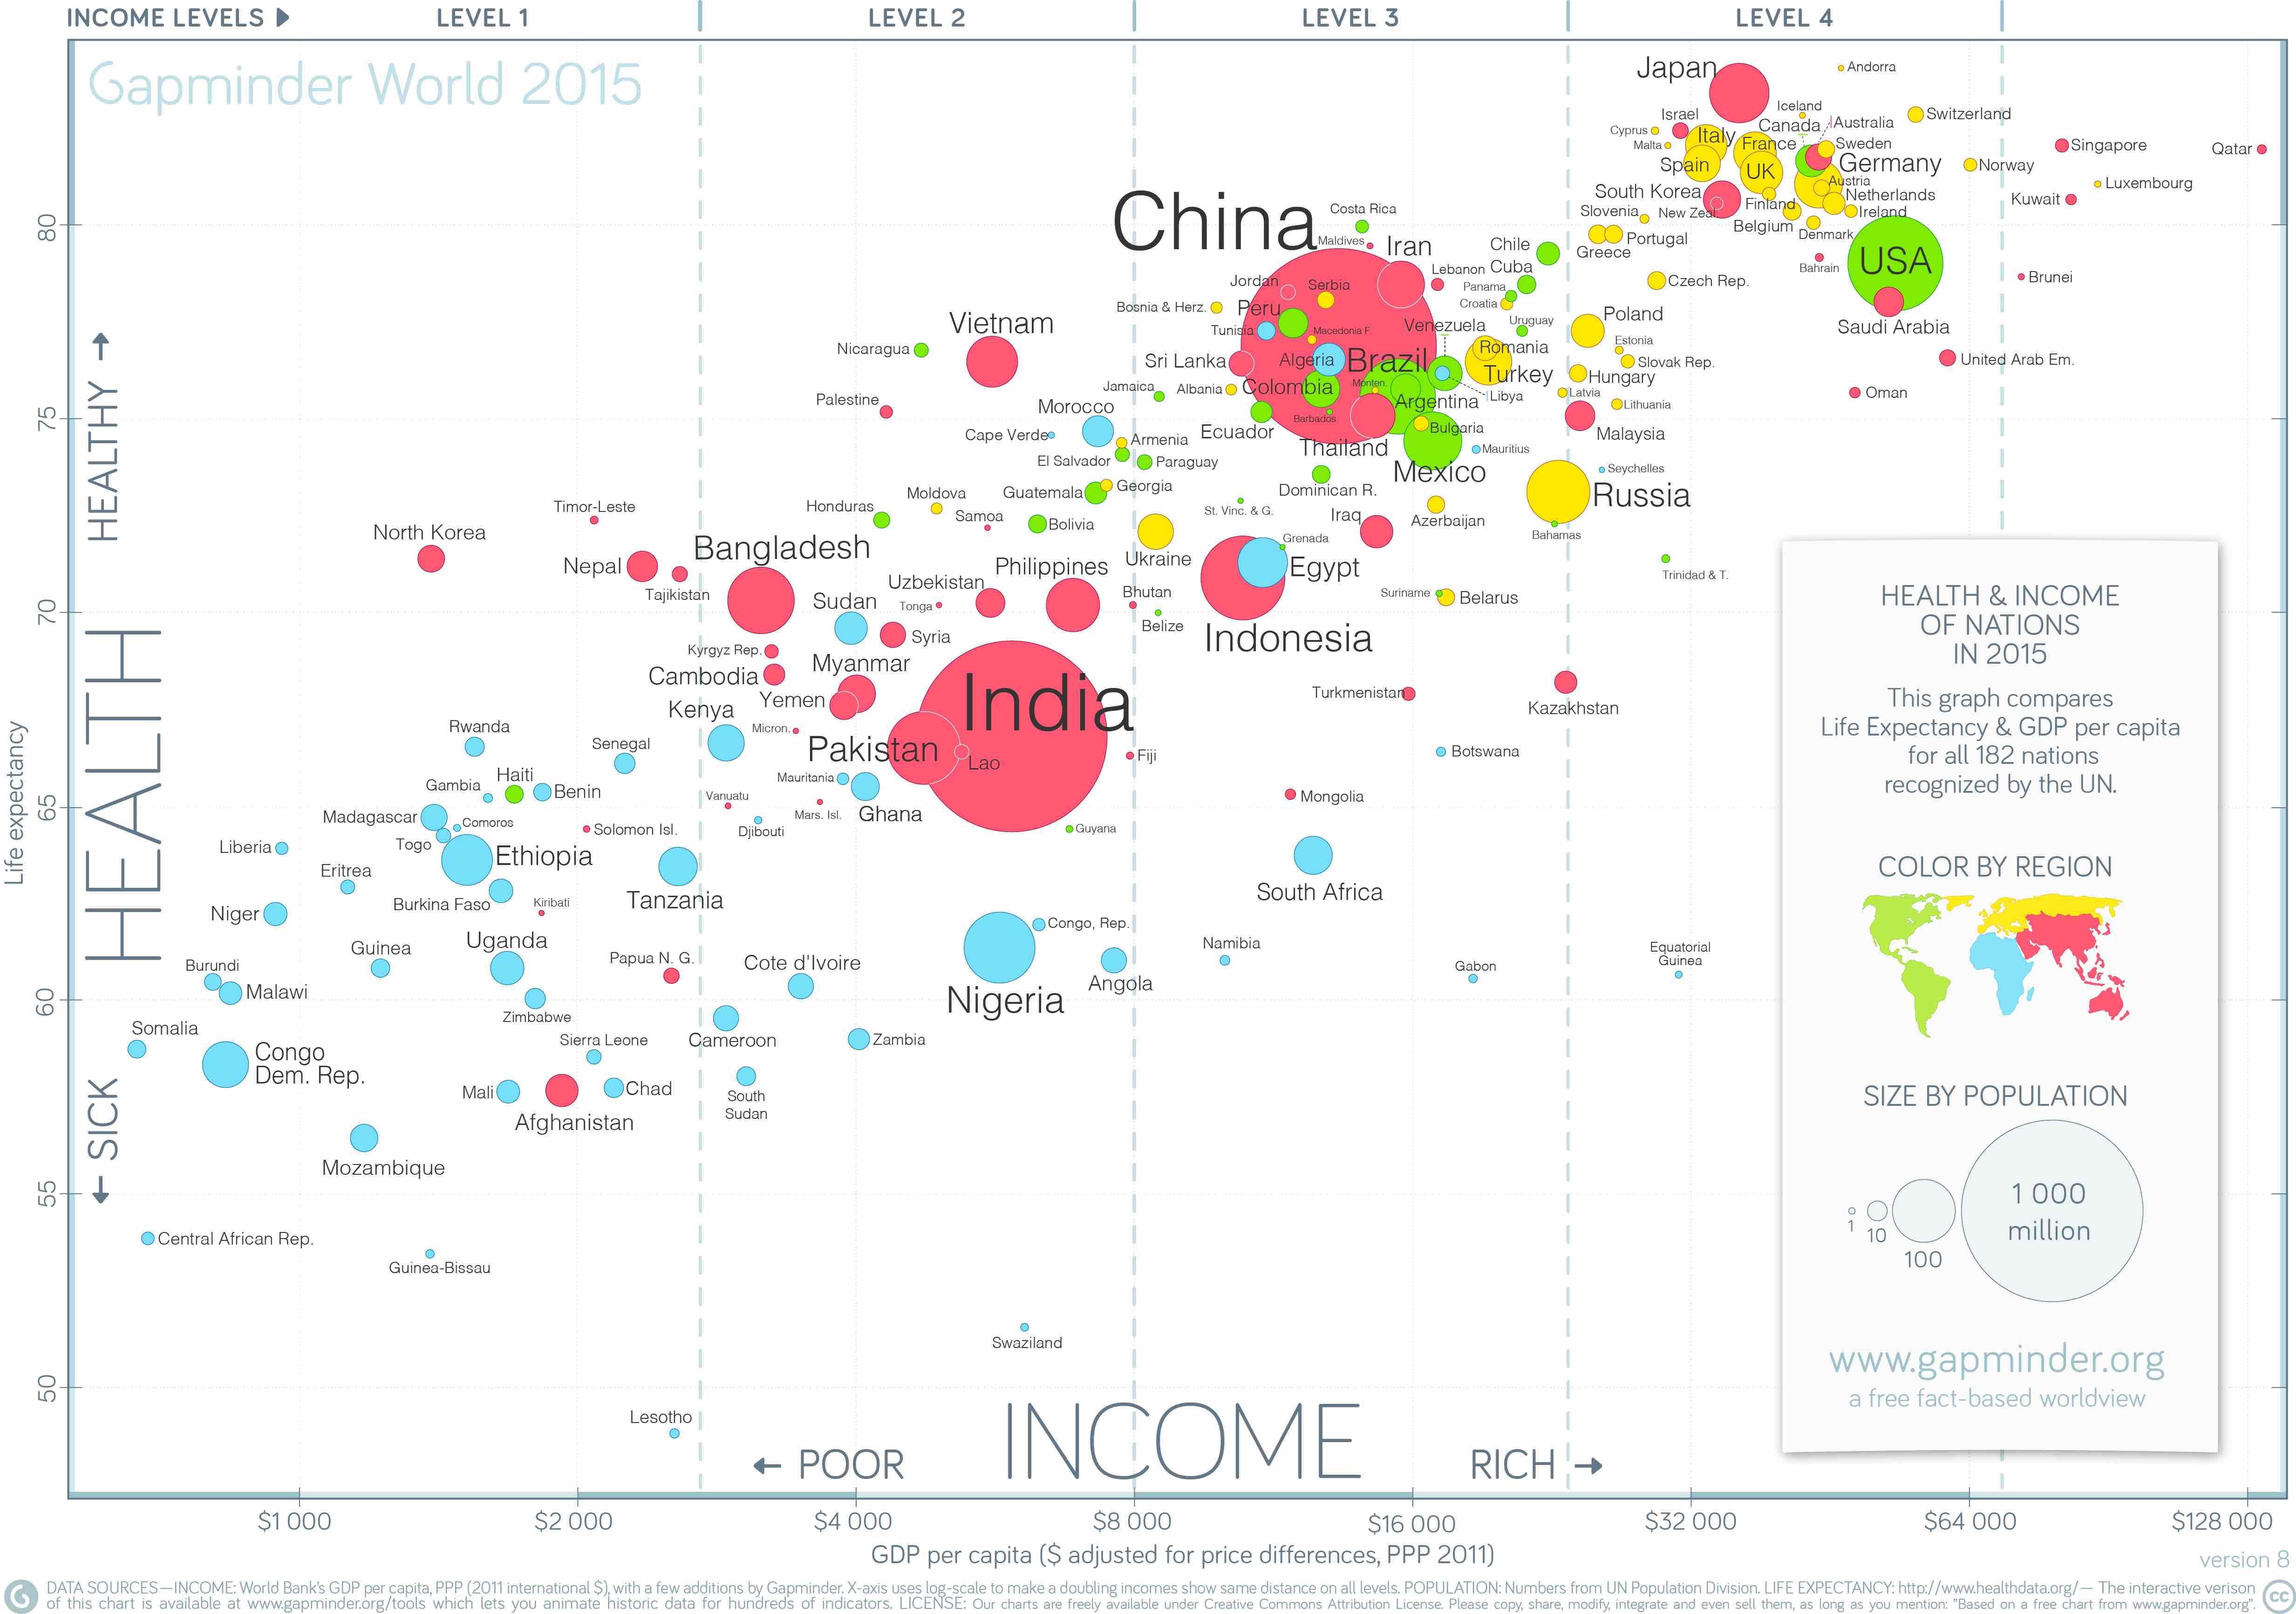 INCOME LEVELS ▶ LEVEL 1 LEVEL 2 LEVEL 3 LEVEL 4
Gapminder World 2015
Japan
Andorra
Iceland
Switzerland
Israel
Canada
Australia
Cyprus
Italy
France
Sweden
Malta
Singapore
Qatar
Spain
UK
Germany
Norway
Austria
Luxembourg
South Korea
Netherlands
Kuwait
Finland
Slovenia
New Zeal.
Ireland
Belgium
Denmark
Portugal
Greece
China
Costa Rica
Maldives
Iran
Chile
Bahrain
USA
Lebanon
Cuba
Brunei
Jordan
Serbia
Panama
Czech Rep.
Croatia
Bosnia & Herz.
Peru
Poland
Vietnam
Tunisia
Macedonia F.
Venezuela
Uruguay
Saudi Arabia
Nicaragua
Romania
Estonia
Sri Lanka
Algeria
Brazil
Slovak Rep.
United Arab Em.
Turkey
Hungary
Jamaica
Albania
Colombia
Monten.
Libya
Latvia
Oman
Palestine
Argentina
Lithuania
Morocco
Barbados
Cape Verde
Ecuador
Bulgaria
Malaysia
Armenia
Thailand
Mauritius
El Salvador
Paraguay
Mexico
Seychelles
Guatemala
Georgia
Dominican R.
Russia
Moldova
Honduras
Samoa
St. Vinc. & G.
Timor-Leste
Bolivia
Iraq
Azerbaijan
North Korea
Bahamas
Bangladesh
Ukraine
Grenada
Nepal
Philippines
Egypt
Trinidad & T.
Tajikistan
Uzbekistan
Bhutan
Suriname
Belarus
Sudan
Tonga
Belize
Syria
Indonesia
Kyrgyz Rep.
Myanmar
Cambodia
Yemen
India
Turkmenistan
Kazakhstan
Kenya
Rwanda
Micron.
Senegal
Pakistan
Lao
Fiji
Botswana
Haiti
Gambia
Benin
Mauritania
Vanuatu
Mars. Isl.
Ghana
Mongolia
Madagascar
Comoros
Solomon Isl.
Djibouti
Guyana
Togo
Liberia
Ethiopia
Eritrea
Tanzania
South Africa
Burkina Faso
Kiribati
Niger
Congo, Rep.
Uganda
Guinea
Papua N. G.
Cote d'Ivoire
Namibia
Equatorial
Guinea
Burundi
Gabon
Angola
Malawi
Nigeria
Zimbabwe
Somalia
Sierra Leone
Cameroon
Zambia
Congo
Dem. Rep.
Mali
Chad
South
Sudan
Afghanistan
Mozambique
Central African Rep.
Guinea-Bissau
Swaziland
Lesotho
80
75
70
65
60
55
50
Life expectancy
HEALTH
HEALTHY →
← SICK
HEALTH & INCOME
OF NATIONS
IN 2015
This graph compares
Life Expectancy & GDP per capita
for all 182 nations
recognized by the UN.
COLOR BY REGION
SIZE BY POPULATION
1
10
100
1 000
million
www.gapminder.org
a free fact-based worldview
INCOME
← POOR
RICH →
$1 000 $2 000 $4 000 $8 000 $16 000 $32 000 $64 000 $128 000
GDP per capita ($ adjusted for price differences, PPP 2011)
version 8
DATA SOURCES—INCOME: World Bank's GDP per capita, PPP (2011 international $), with a few additions by Gapminder. X-axis uses log-scale to make a doubling incomes show same distance on all levels. POPULATION: Numbers from UN Population Division. LIFE EXPECTANCY: http://www.healthdata.org/— The interactive verison
of this chart is available at www.gapminder.org/tools which lets you animate historic data for hundreds of indicators. LICENSE: Our charts are freely available under Creative Commons Attribution License. Please copy, share, modify, integrate and even sell them, as long as you mention: "Based on a free chart from www.gapminder.org".
cc